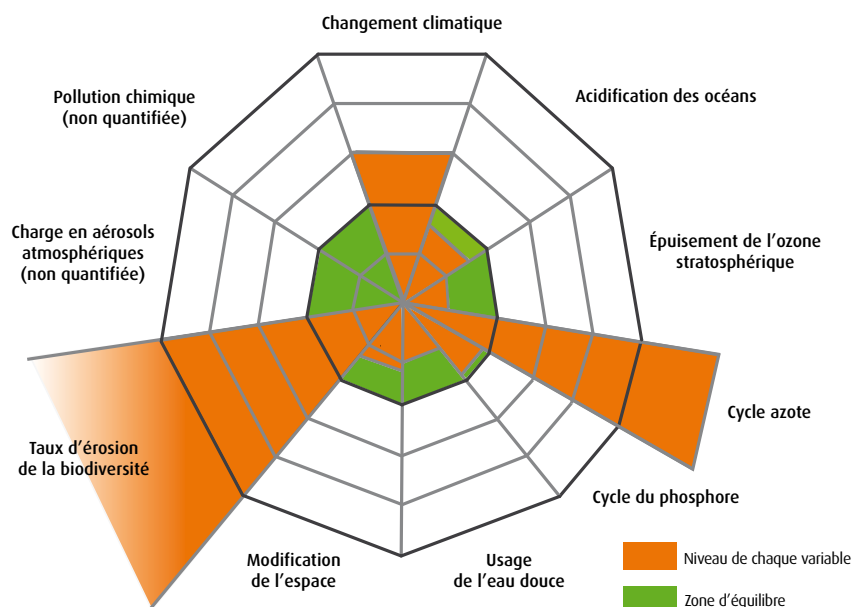 Changement climatique
Pollution chimique
(non quantifiée)
Acidification des océans
Charge en aérosols
atmosphériques
(non quantifiée)
Épuisement de l'ozone
stratosphérique
Cycle azote
Taux d'érosion
de la biodiversité
Cycle du phosphore
Modification
de l'espace
Usage
de l'eau douce
Niveau de chaque variable
Zone d'équilibre